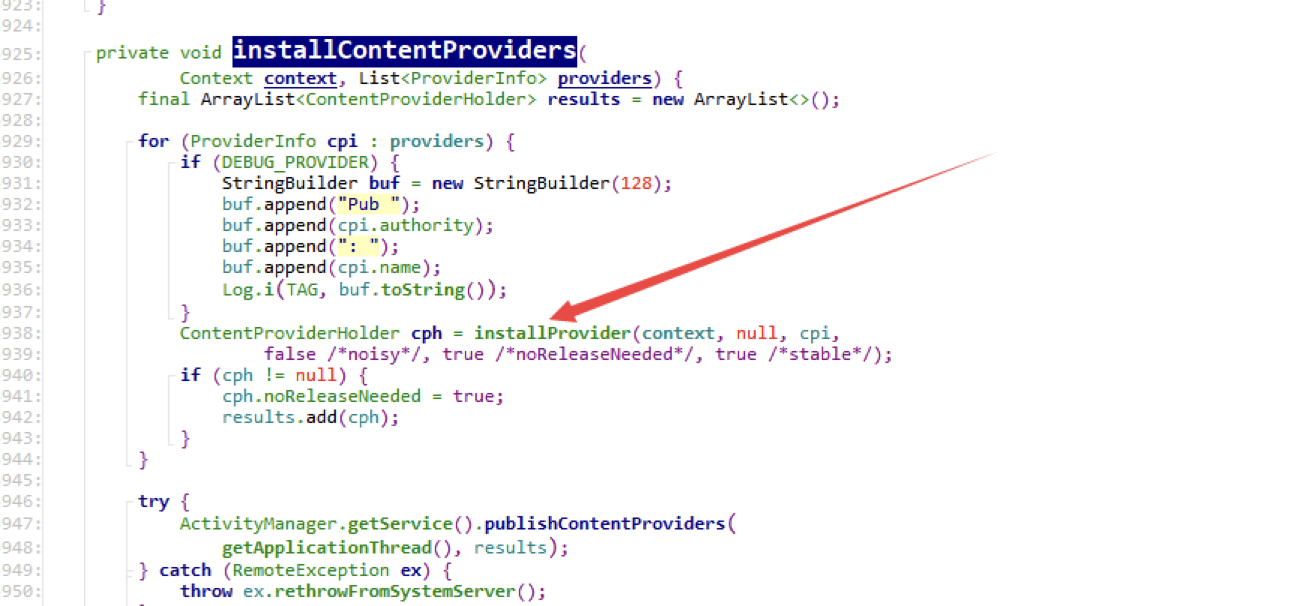 923: }
924:
925: private void installContentProviders(
926: Context context, List<ProviderInfo> providers) {
927: final ArrayList<ContentProviderHolder> results = new ArrayList<>();
928:
929: for (ProviderInfo cpi : providers) {
930: if (DEBUG_PROVIDER) {
931: StringBuilder buf = new StringBuilder(128);
932: buf.append("Pub ");
933: buf.append(cpi.authority);
934: buf.append(": ");
935: buf.append(cpi.name);
936: Log.i(TAG, buf.toString());
937: }
938: ContentProviderHolder cph = installProvider(context, null, cpi,
939: false /*noisy*/, true /*noReleaseNeeded*/, true /*stable*/);
940: if (cph != null) {
941: cph.noReleaseNeeded = true;
942: results.add(cph);
943: }
944: }
945:
946: try {
947: ActivityManager.getService().publishContentProviders(
948: getApplicationThread(), results);
949: } catch (RemoteException ex) {
950: throw ex.rethrowFromSystemServer();